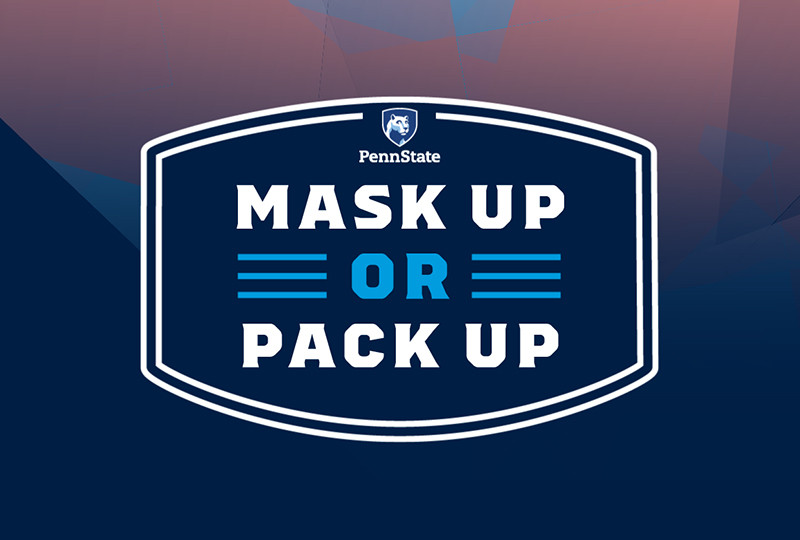 PennState
MASK UP
OR
PACK UP